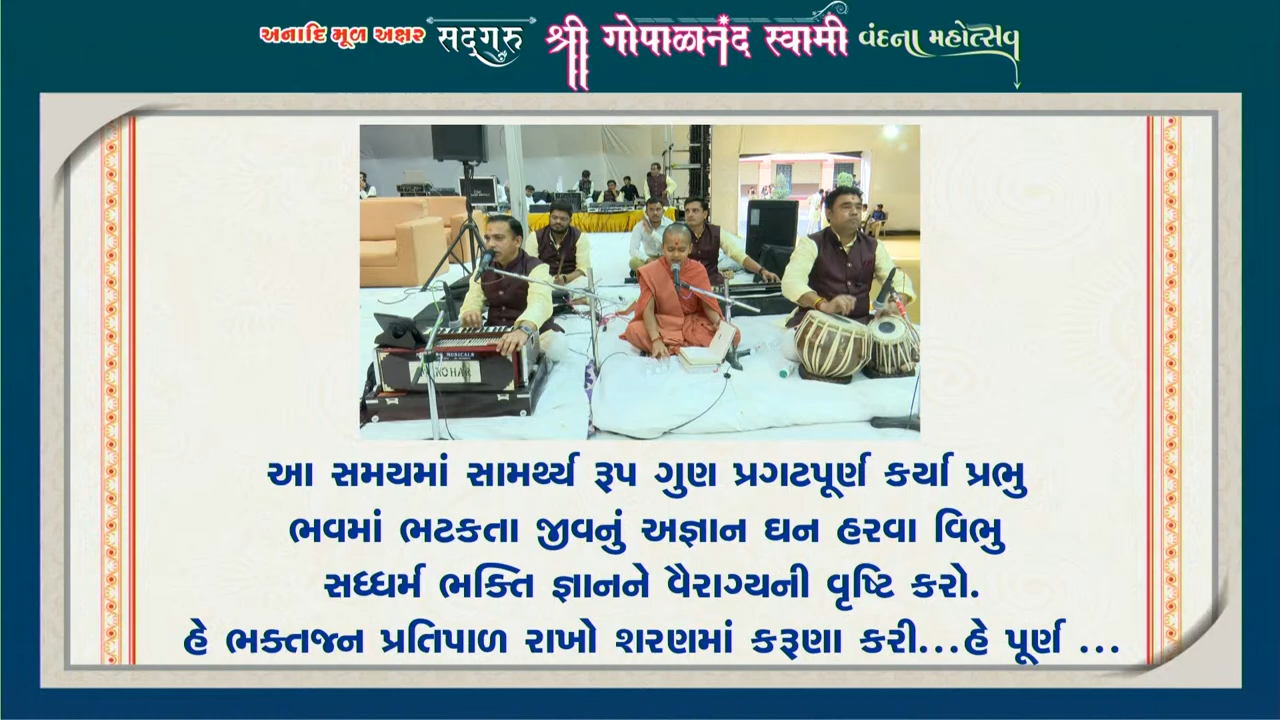 અનાદિ મૂળ અક્ષર સદ્‌ગુરુ શ્રી ગોપાળાનંદ સ્વામી વંદના મહોત્સવ
MUSICALS
આ સમયમાં સામર્થ્ય રૂપ ગુણ પ્રગટપૂર્ણ કર્યા પ્રભુ
ભવમાં ભટકતા જીવનું અજ્ઞાન ઘન હરવા વિભુ
સધ્ધર્મ ભક્તિ જ્ઞાનને વૈરાગ્યની વૃષ્ટિ કરો.
હે ભક્તજન પ્રતિપાળ રાખો શરણમાં કરૂણા કરી...હે પૂર્ણ ...